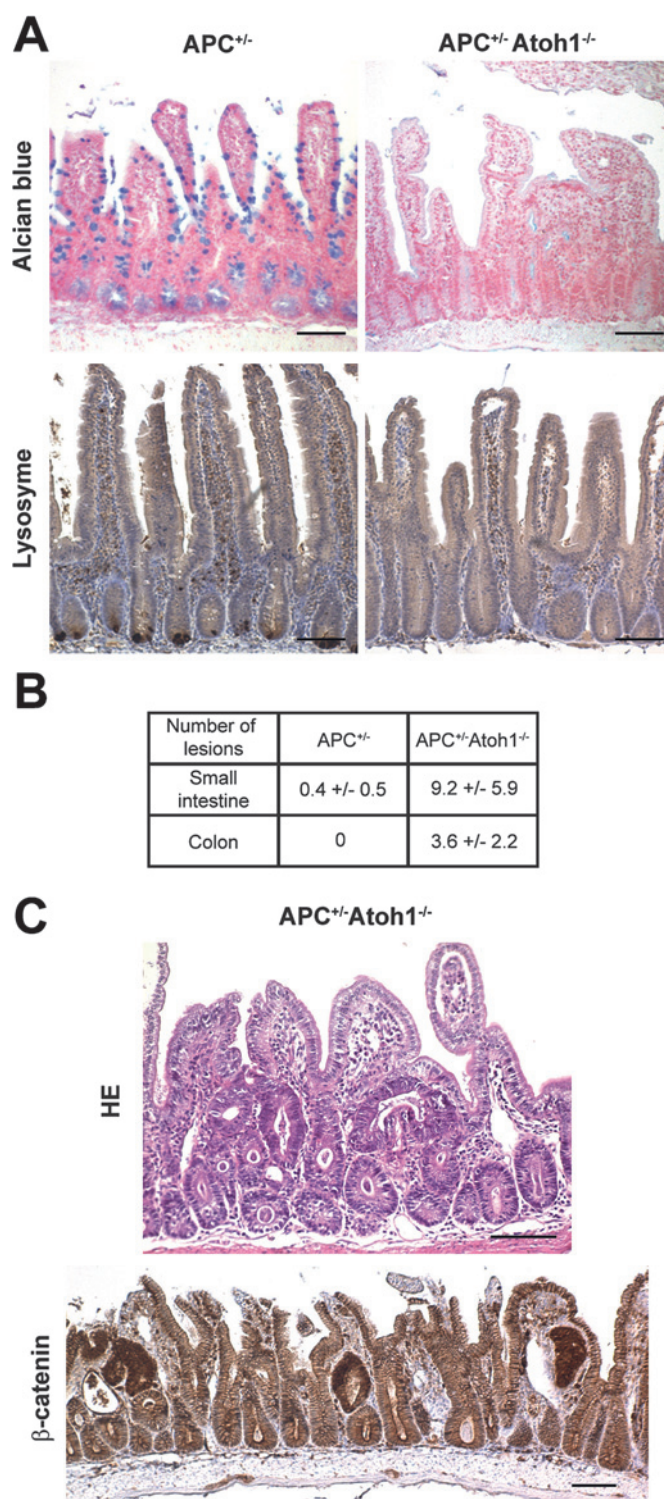 A
APC+/-
APC+/- Atoh1-/-
Alcian blue
Lysosyme
B
Number of lesions
APC+/-
APC+/-Atoh1-/-
Small intestine
0.4 +/- 0.5
9.2 +/- 5.9
Colon
0
3.6 +/- 2.2
C
APC+/-Atoh1-/-
HE
β-catenin